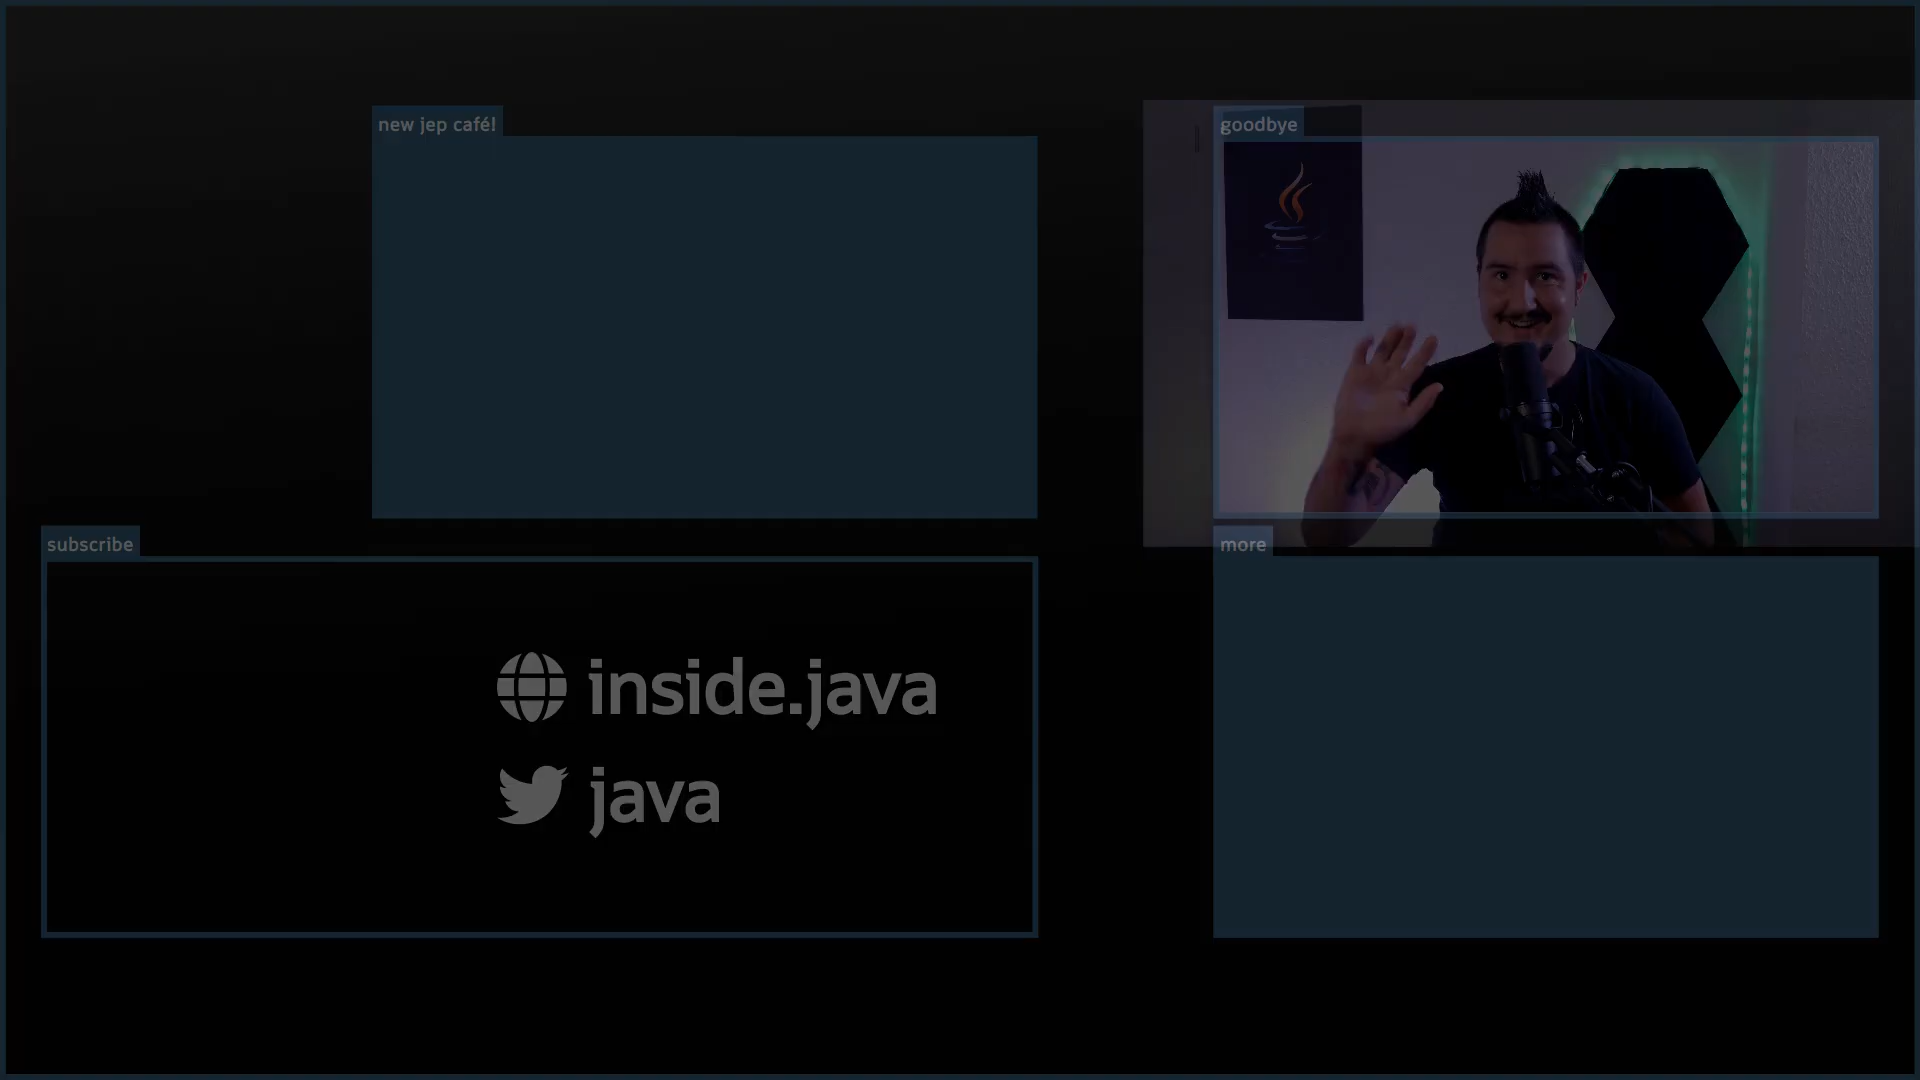 new jep café!
goodbye
subscribe
more
inside.java
java